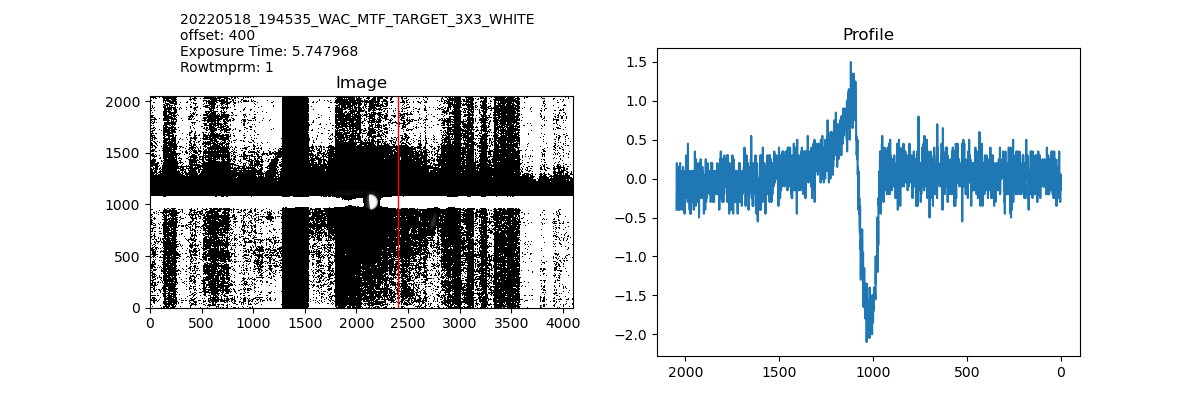 20220518_194535_WAC_MTF_TARGET_3X3_WHITE
offset: 400
Exposure Time: 5.747968
Rowtmprm: 1
Image
2000
1500
1000
500
0
0 500 1000 1500 2000 2500 3000 3500 4000
Profile
1.5
1.0
0.5
0.0
−0.5
−1.0
−1.5
−2.0
2000 1500 1000 500 0